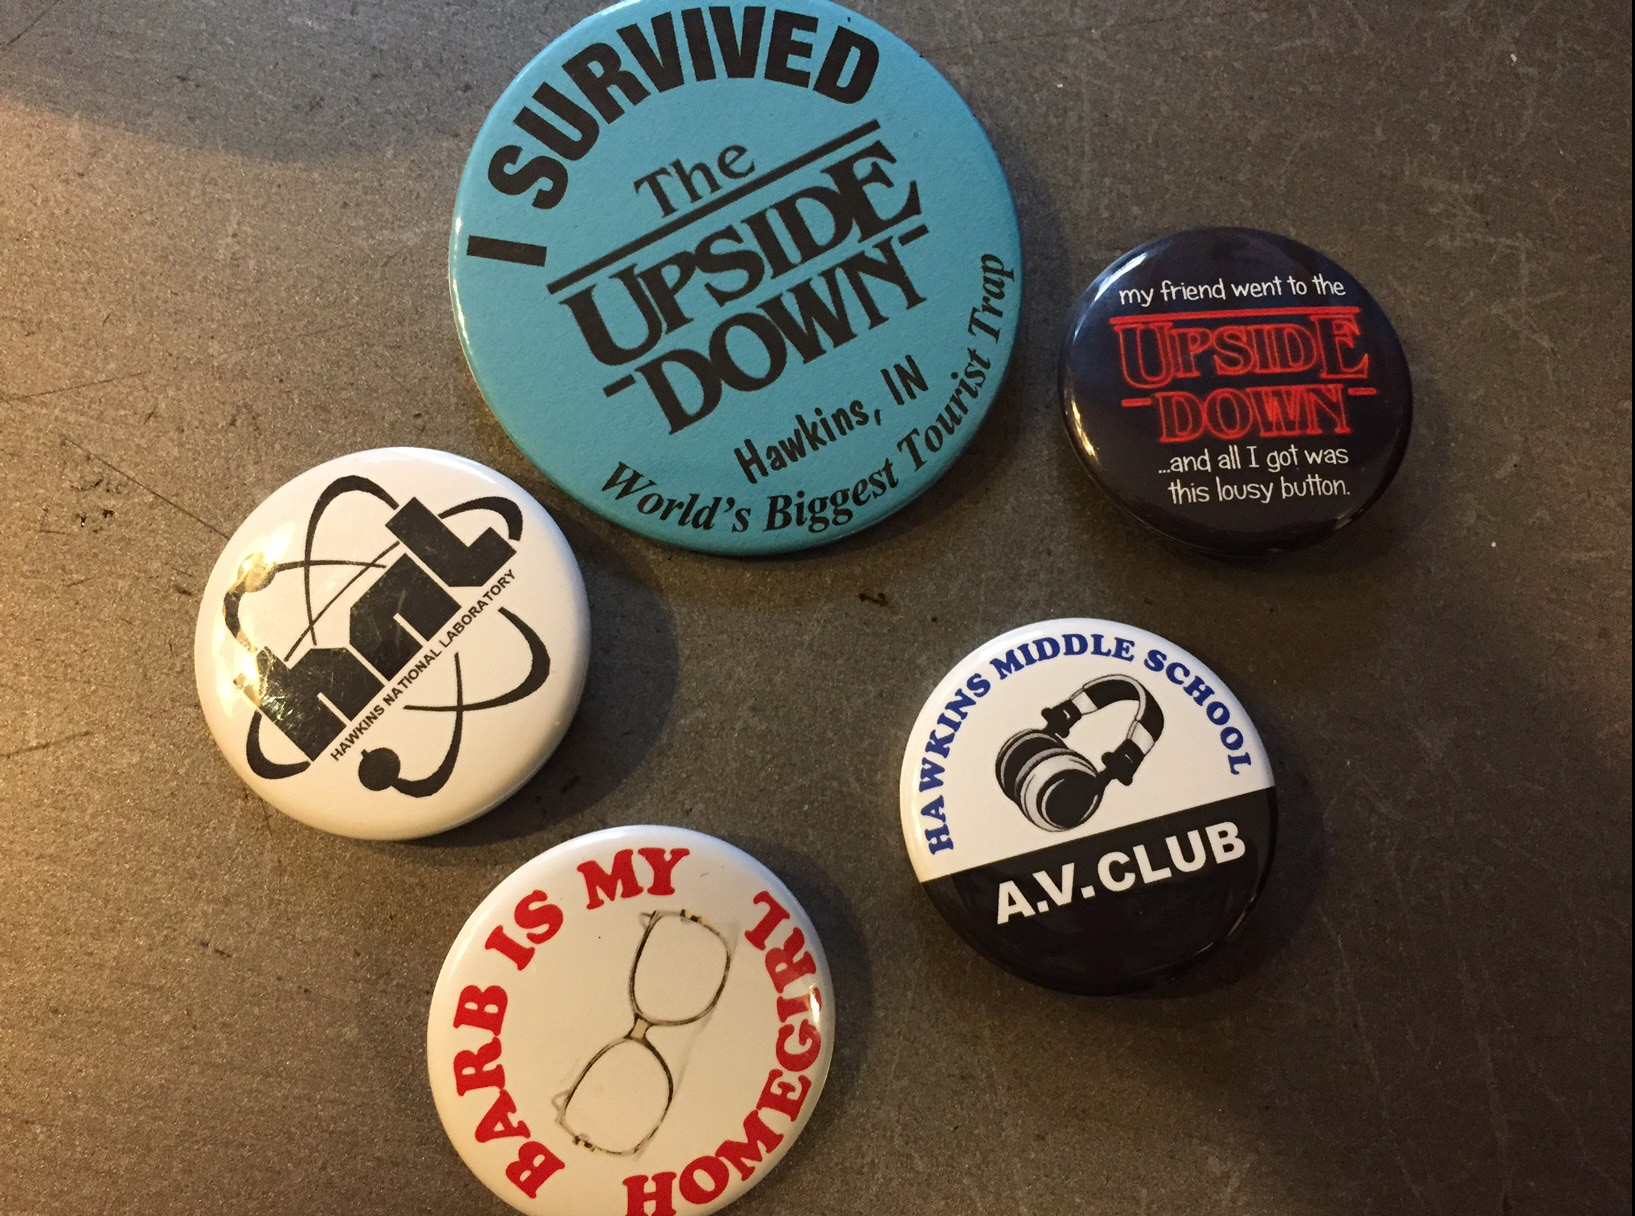 I SURVIVED
The
UPSIDE
DOWN
Hawkins, IN
World's Biggest Tourist Trap
my friend went to the
UPSIDE
DOWN
...and all I got was
this lousy button.
hnl
HAWKINS NATIONAL LABORATORY
HAWKINS MIDDLE SCHOOL
A.V. CLUB
BARB IS MY
HOMEGIRL